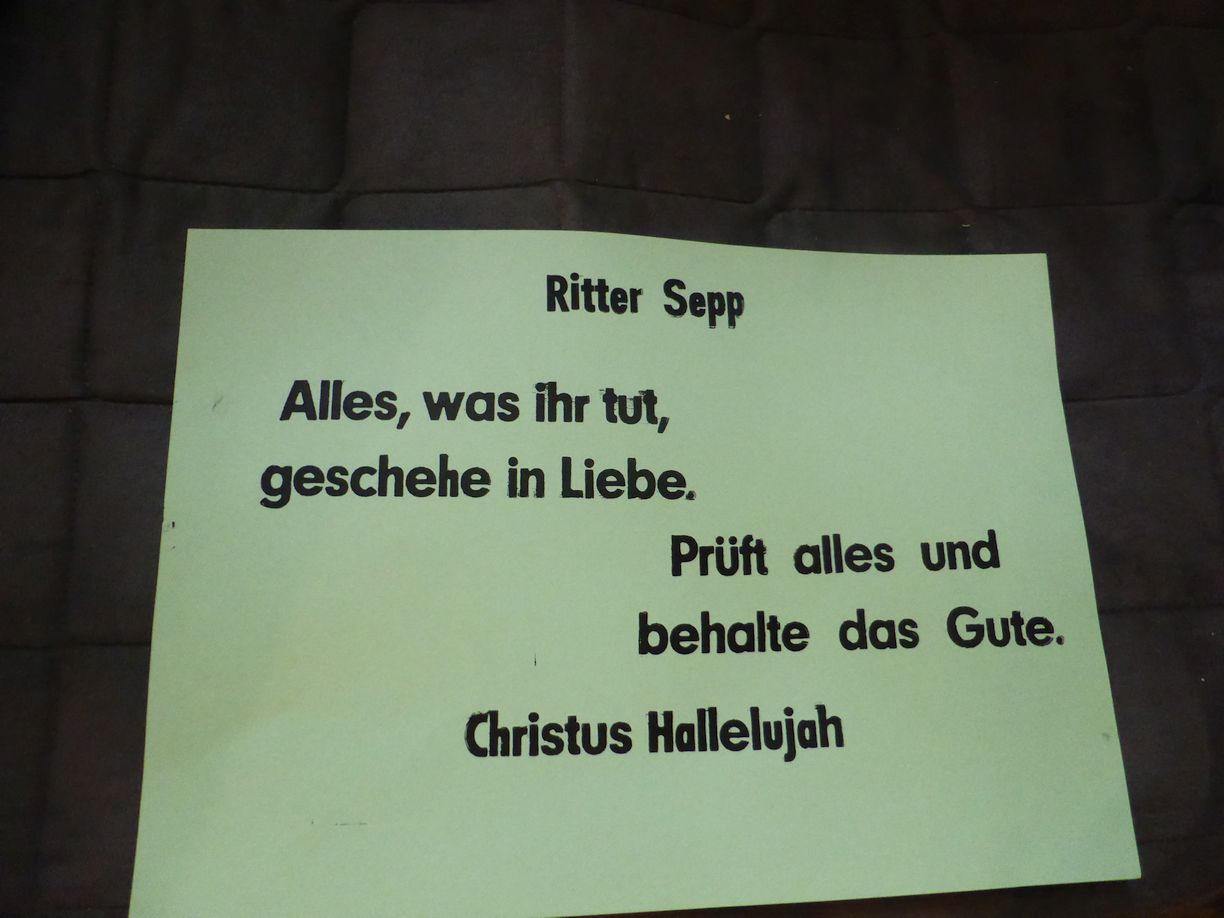 Ritter Sepp
Alles, was ihr tut,
geschehe in Liebe.
Prüft alles und
behalte das Gute.
Christus Hallelujah